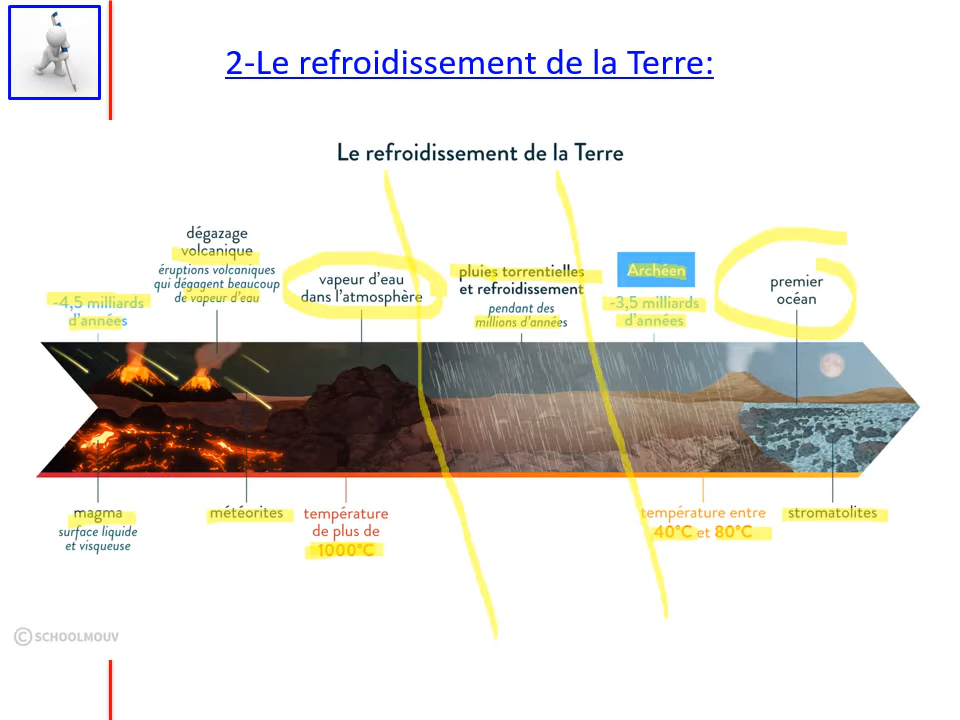 2-Le refroidissement de la Terre:
Le refroidissement de la Terre
-4,5 milliards
d'années
dégazage
volcanique
éruptions volcaniques
qui dégagent beaucoup
de vapeur d'eau
vapeur d'eau
dans l'atmosphère
pluies torrentielles
et refroidissement
pendant des
millions d'années
Archéen
-3,5 milliards
d'années
premier
océan
magma
surface liquide
et visqueuse
météorites
température
de plus de
1000°C
température entre
40°C et 80°C
stromatolites
© SCHOOLMOUV